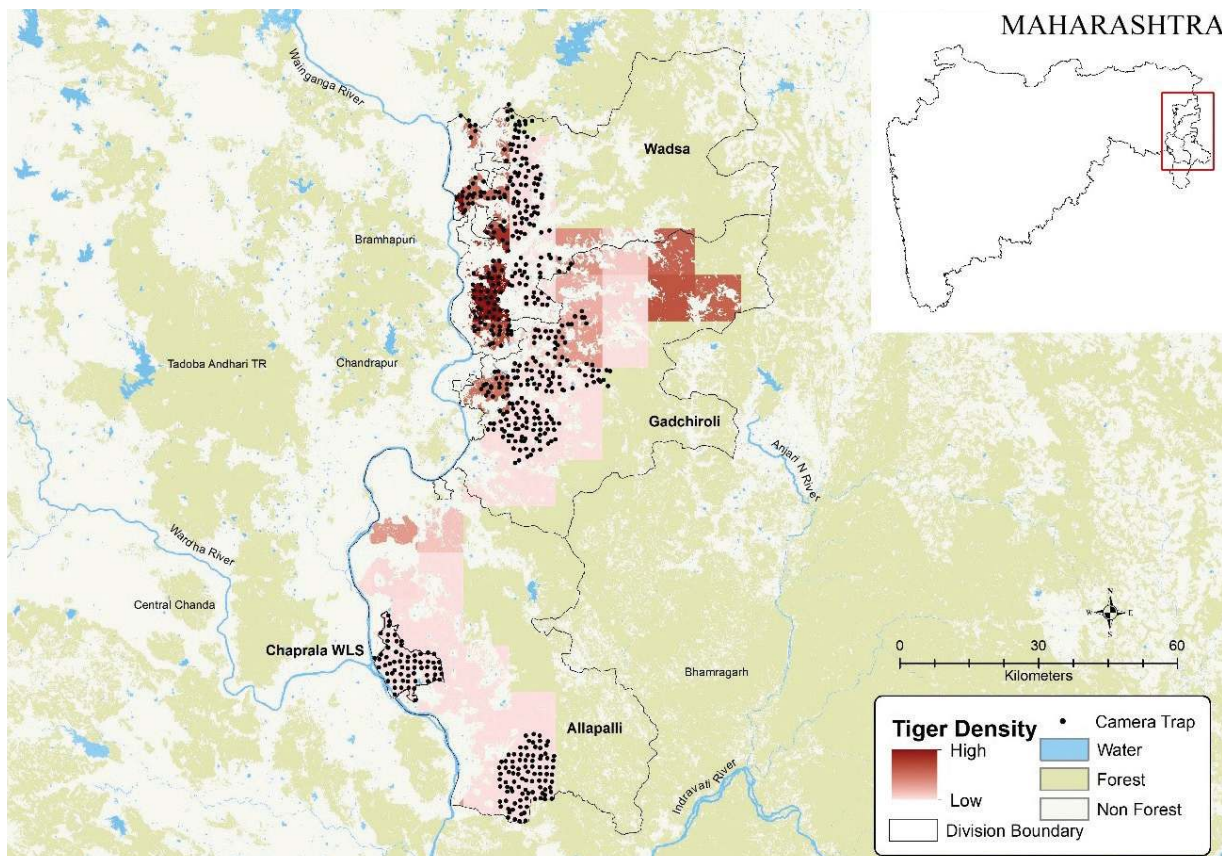 MAHARASHTRA
Wainganga River
Wadsa
Bramhapuri
Tadoba Andhari TR
Chandrapur
Gadchiroli
Anjari N River
Wardha River
Central Chanda
Chaprala WLS
Bhamragarh
Allapalli
Indravati River
N
W E
S
0 30 60
Kilometers
Tiger Density
High
Low
Division Boundary
Camera Trap
Water
Forest
Non Forest